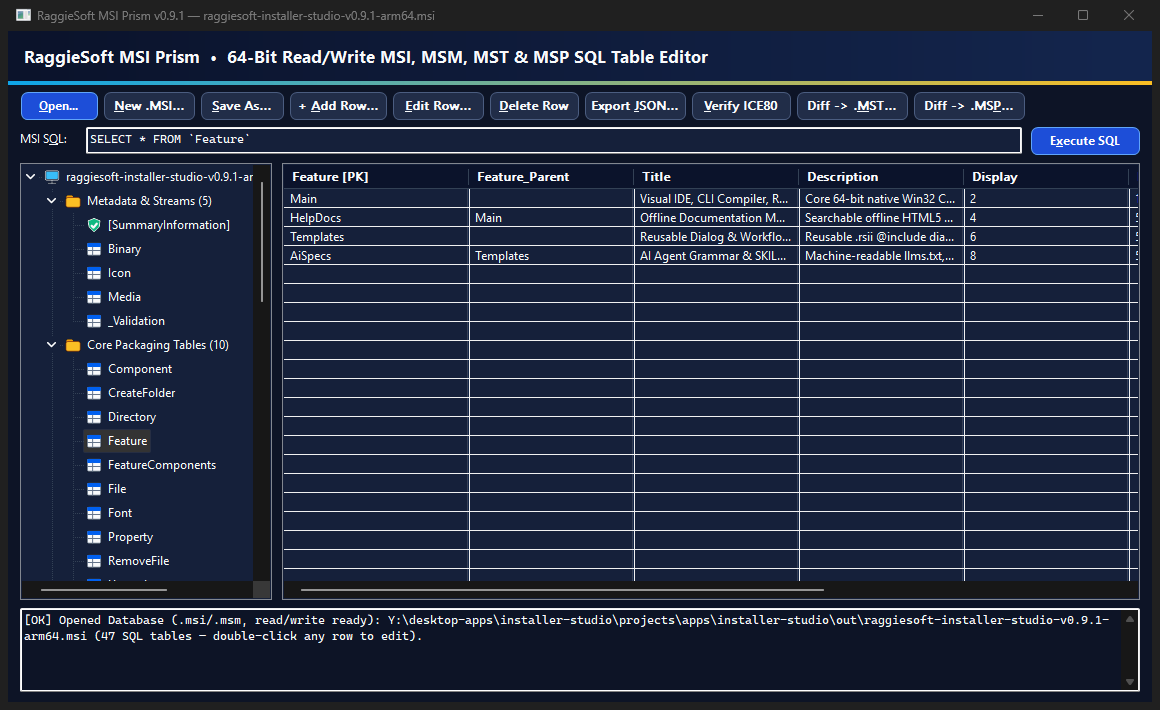 RaggieSoft MSI Prism v0.9.1 — raggiesoft-installer-studio-v0.9.1-arm64.msi
RaggieSoft MSI Prism • 64-Bit Read/Write MSI, MSM, MST & MSP SQL Table Editor
Open... New .MSI... Save As... + Add Row... Edit Row... Delete Row Export JSON... Verify ICE80 Diff -> .MST... Diff -> .MSP...
MSI SQL: SELECT * FROM `Feature` Execute SQL
raggiesoft-installer-studio-v0.9.1-ar
Metadata & Streams (5)
[SummaryInformation]
Binary
Icon
Media
_Validation
Core Packaging Tables (10)
Component
CreateFolder
Directory
Feature
FeatureComponents
File
Font
Property
RemoveFile
Feature [PK] Feature_Parent Title Description Display
Main Visual IDE, CLI Compiler, R... Core 64-bit native Win32 C... 2
HelpDocs Main Offline Documentation M... Searchable offline HTML5 ... 4
Templates Reusable Dialog & Workflo... Reusable .rsii @include dia... 6
AiSpecs Templates AI Agent Grammar & SKIL... Machine-readable llms.txt,... 8
[OK] Opened Database (.msi/.msm, read/write ready): Y:\desktop-apps\installer-studio\projects\apps\installer-studio\out\raggiesoft-installer-studio-v0.9.1-
arm64.msi (47 SQL tables — double-click any row to edit).